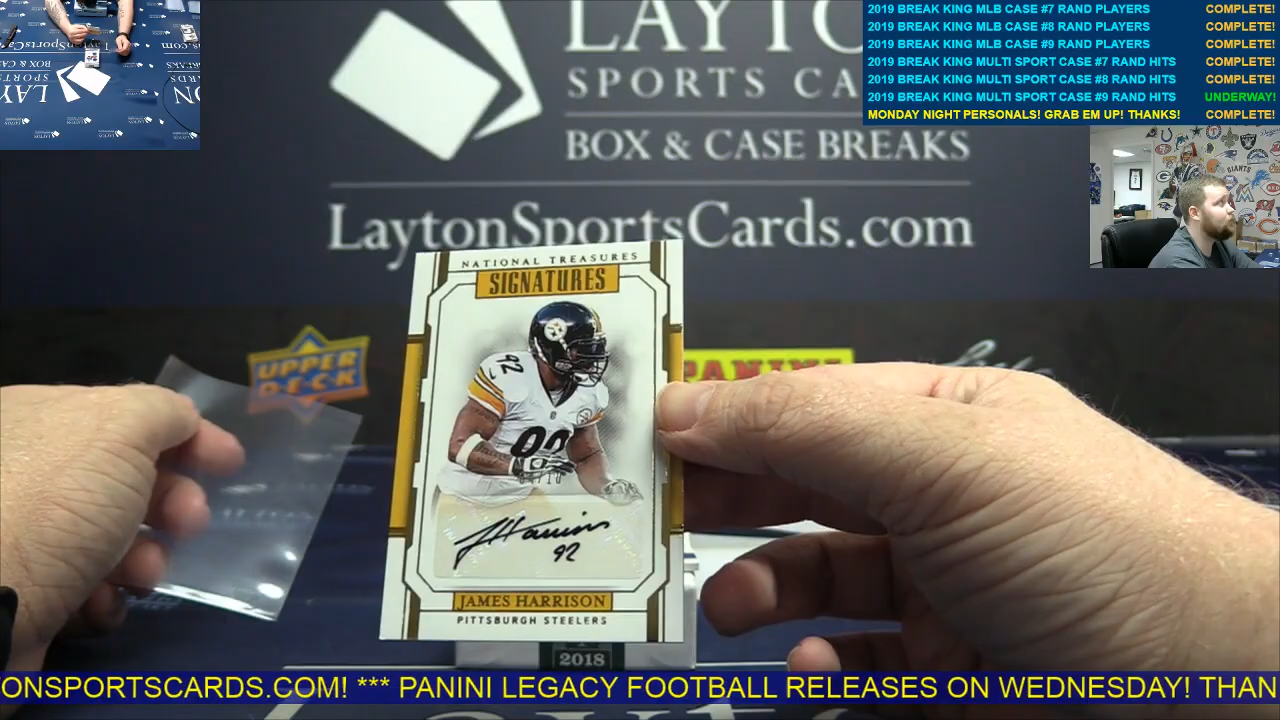 2019 BREAK KING MLB CASE #7 RAND PLAYERS COMPLETE!
2019 BREAK KING MLB CASE #8 RAND PLAYERS COMPLETE!
2019 BREAK KING MLB CASE #9 RAND PLAYERS COMPLETE!
2019 BREAK KING MULTI SPORT CASE #7 RAND HITS COMPLETE!
2019 BREAK KING MULTI SPORT CASE #8 RAND HITS COMPLETE!
2019 BREAK KING MULTI SPORT CASE #9 RAND HITS UNDERWAY!
MONDAY NIGHT PERSONALS! GRAB EM UP! THANKS! COMPLETE!
LAYTO
SPORTS CA
BOX & CASE BREAKS
LaytonSportsCards.com
GIANTS
NATIONAL TREASURES
SIGNATURES
UPPER DECK
PANINI
92
92
J Harrison
92
JAMES HARRISON
PITTSBURGH STEELERS
2018
ONSPORTSCARDS.COM! *** PANINI LEGACY FOOTBALL RELEASES ON WEDNESDAY! THAN